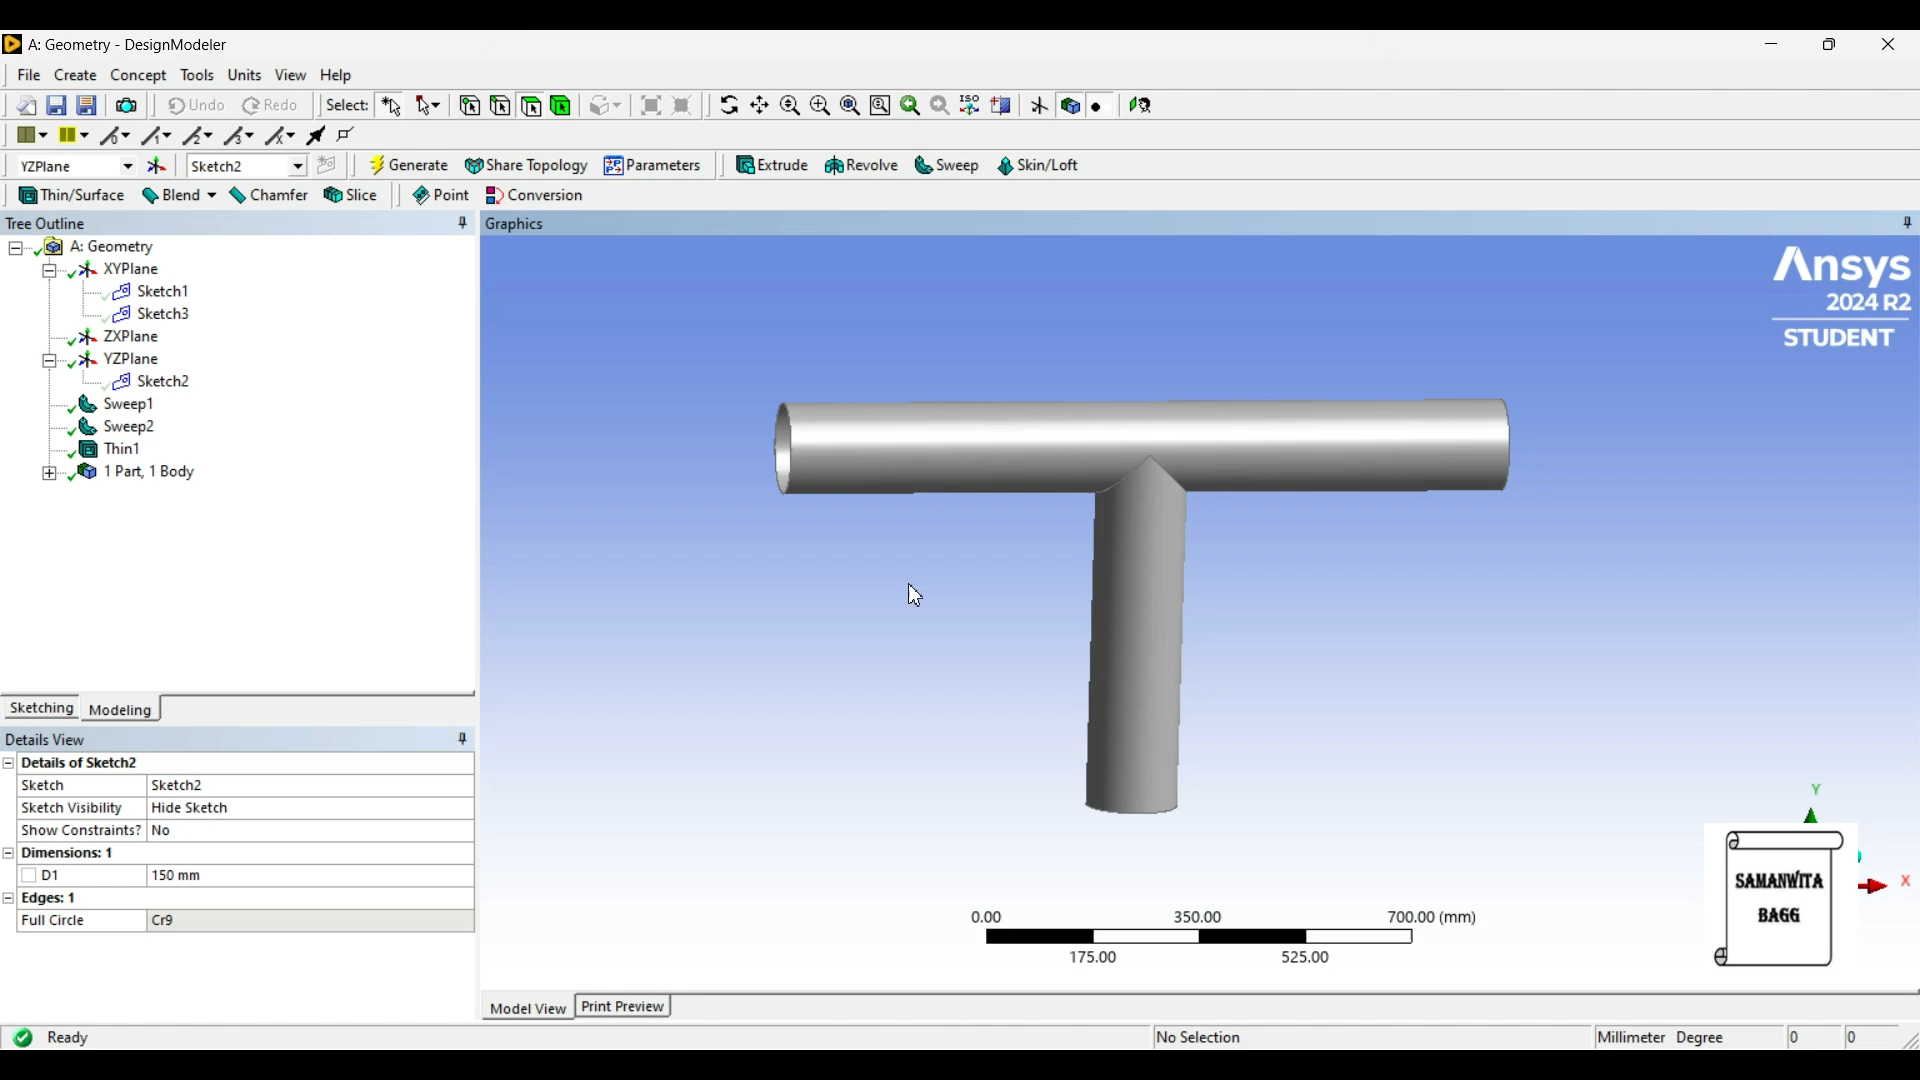 A: Geometry - DesignModeler
File Create Concept Tools Units View Help
Undo Redo Select: ISO
YZPlane Sketch2 Generate Share Topology Parameters Extrude Revolve Sweep Skin/Loft
Thin/Surface Blend Chamfer Slice Point Conversion
Tree Outline
A: Geometry
XYPlane
Sketch1
Sketch3
ZXPlane
YZPlane
Sketch2
Sweep1
Sweep2
Thin1
1 Part, 1 Body
Sketching Modeling
Details View
Details of Sketch2
Sketch Sketch2
Sketch Visibility Hide Sketch
Show Constraints? No
Dimensions: 1
D1 150 mm
Edges: 1
Full Circle Cr9
Graphics
Ansys
2024 R2
STUDENT
Y
X
SAMANWITA
BAGG
0.00 350.00 700.00 (mm)
175.00 525.00
Model View Print Preview
Ready No Selection Millimeter Degree 0 0